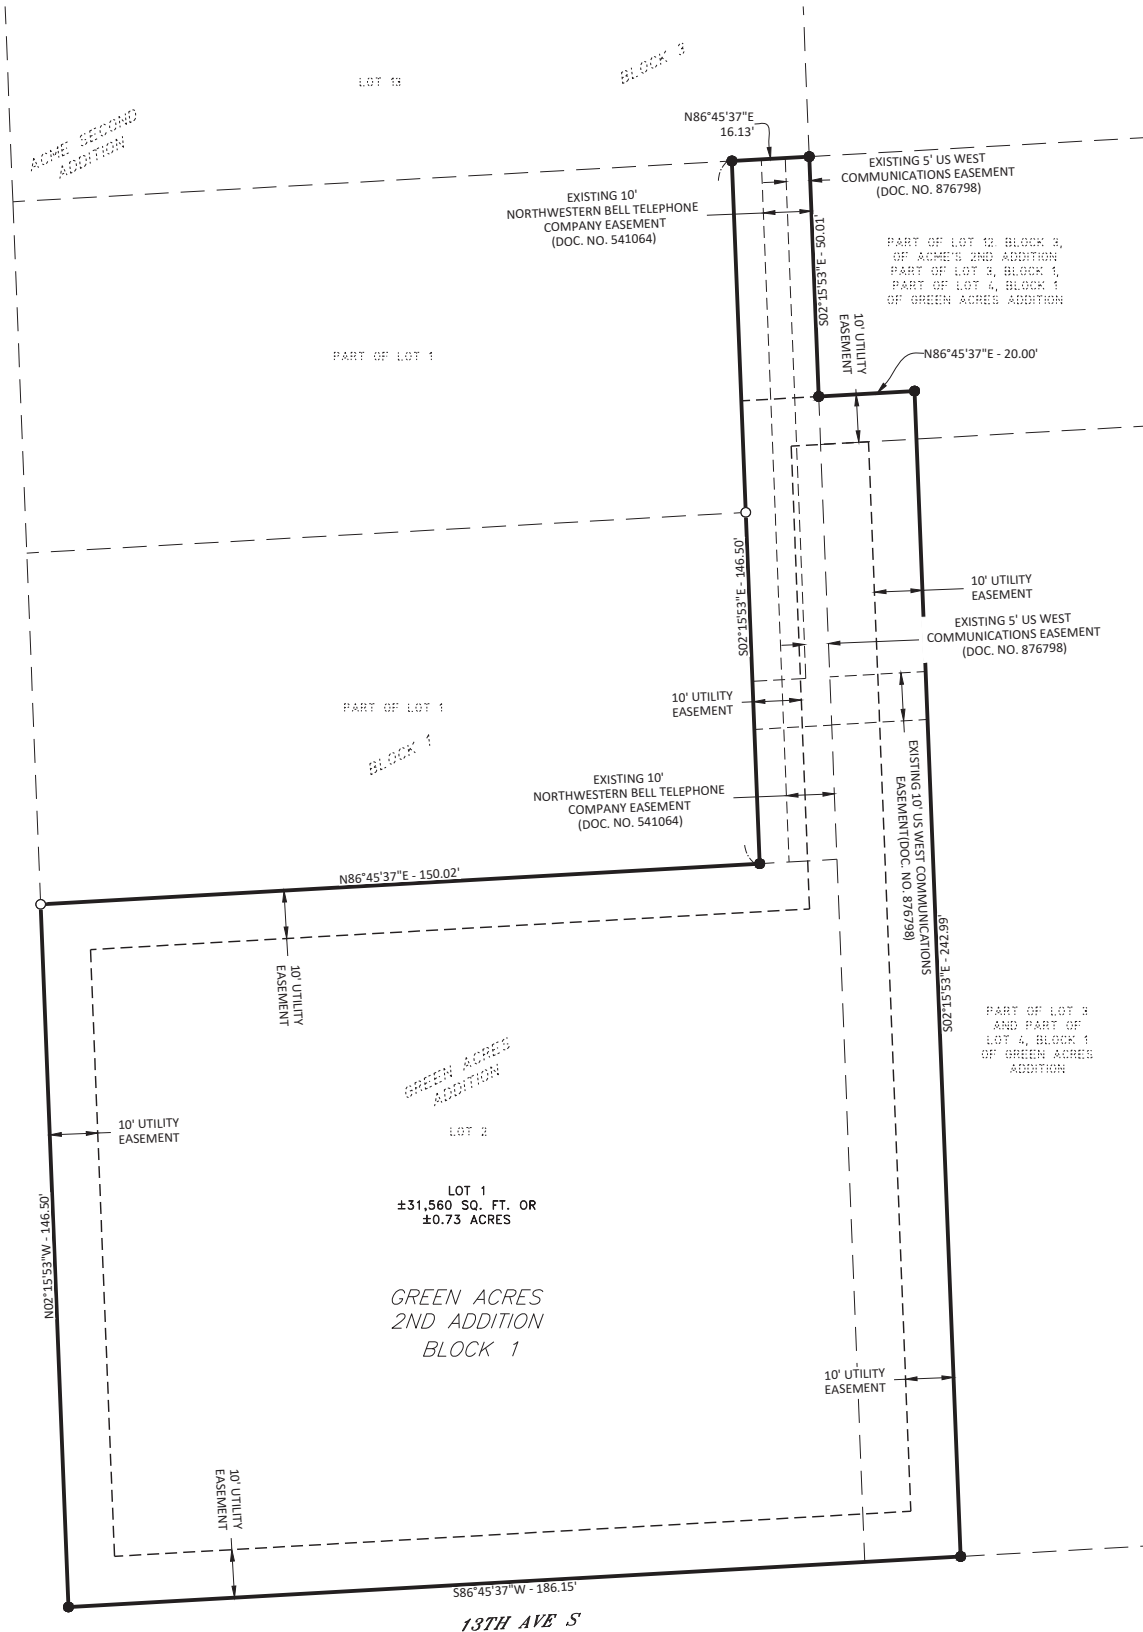 LOT 13
BLOCK 3
ACME SECOND
ADDITION
N86°45'37"E
16.13'
EXISTING 5' US WEST
COMMUNICATIONS EASEMENT
(DOC. NO. 876798)
EXISTING 10'
NORTHWESTERN BELL TELEPHONE
COMPANY EASEMENT
(DOC. NO. 541064)
S02°15'53"E - 50.01'
PART OF LOT 12, BLOCK 3,
OF ACME'S 2ND ADDITION
PART OF LOT 3, BLOCK 1,
PART OF LOT 4, BLOCK 1
OF GREEN ACRES ADDITION
10' UTILITY
EASEMENT
N86°45'37"E - 20.00'
PART OF LOT 1
S02°15'53"E - 146.50'
10' UTILITY
EASEMENT
EXISTING 5' US WEST
COMMUNICATIONS EASEMENT
(DOC. NO. 876798)
10' UTILITY
EASEMENT
PART OF LOT 1
BLOCK 1
EXISTING 10'
NORTHWESTERN BELL TELEPHONE
COMPANY EASEMENT
(DOC. NO. 541064)
EXISTING 10' US WEST COMMUNICATIONS
EASEMENT(DOC. NO. 876798)
N86°45'37"E - 150.02'
10' UTILITY
EASEMENT
S02°15'53"E - 242.99'
PART OF LOT 3
AND PART OF
LOT 4, BLOCK 1
OF GREEN ACRES
ADDITION
GREEN ACRES
ADDITION
LOT 2
10' UTILITY
EASEMENT
LOT 1
±31,560 SQ. FT. OR
±0.73 ACRES
N02°15'53"W - 146.50'
GREEN ACRES
2ND ADDITION
BLOCK 1
10' UTILITY
EASEMENT
10' UTILITY
EASEMENT
S86°45'37"W - 186.15'
13TH AVE S